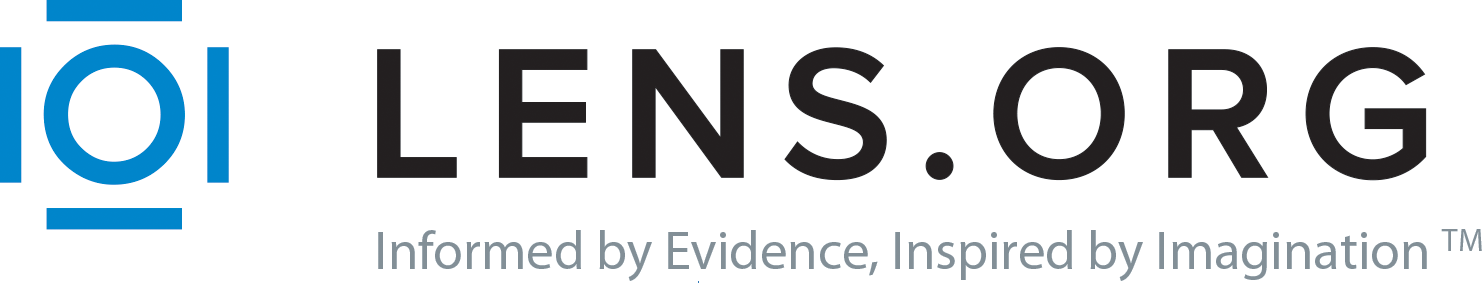 LENS.ORG
Informed by Evidence, Inspired by Imagination ™